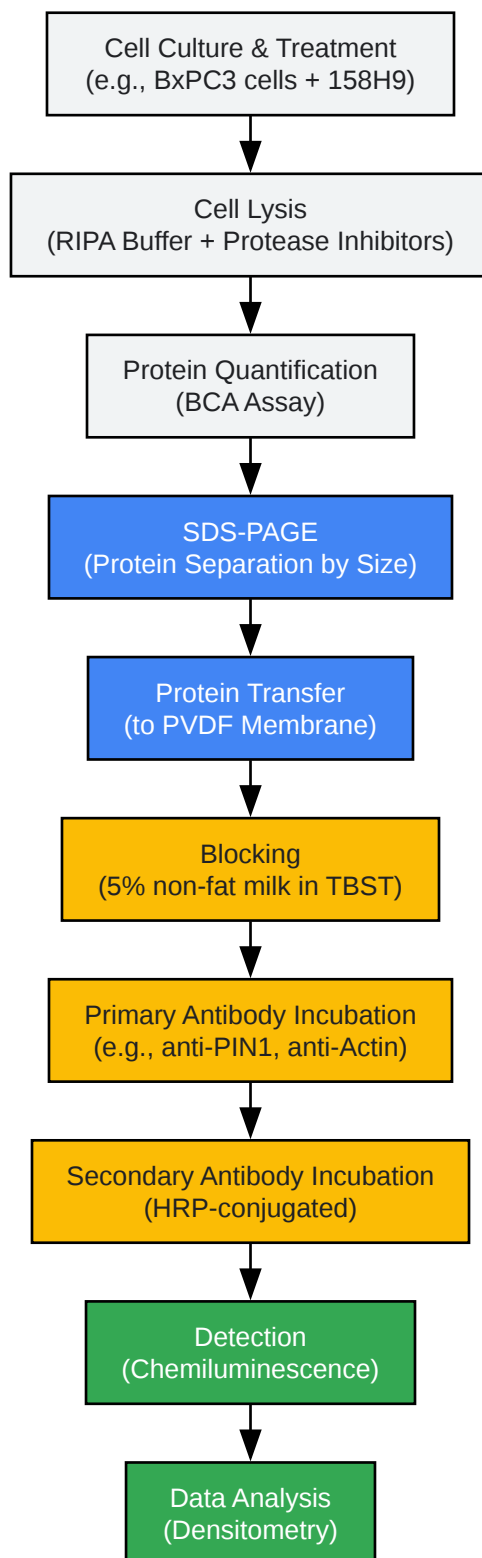 Cell Culture & Treatment
(e.g., BxPC3 cells + 158H9)
Cell Lysis
(RIPA Buffer + Protease Inhibitors)
Protein Quantification
(BCA Assay)
SDS-PAGE
(Protein Separation by Size)
Protein Transfer
(to PVDF Membrane)
Blocking
(5% non-fat milk in TBST)
Primary Antibody Incubation
(e.g., anti-PIN1, anti-Actin)
Secondary Antibody Incubation
(HRP-conjugated)
Detection
(Chemiluminescence)
Data Analysis
(Densitometry)